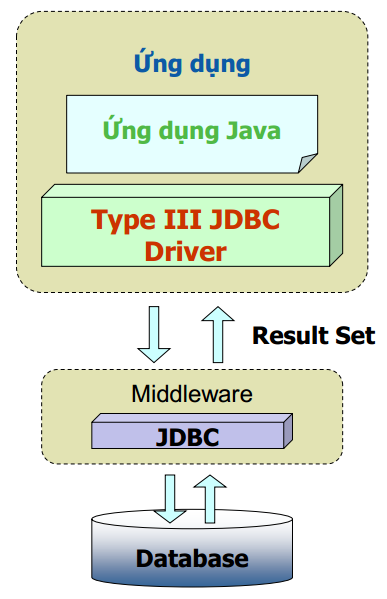 Ứng dụng
Ứng dụng Java
Type III JDBC
Driver
Result Set
Middleware
JDBC
Database